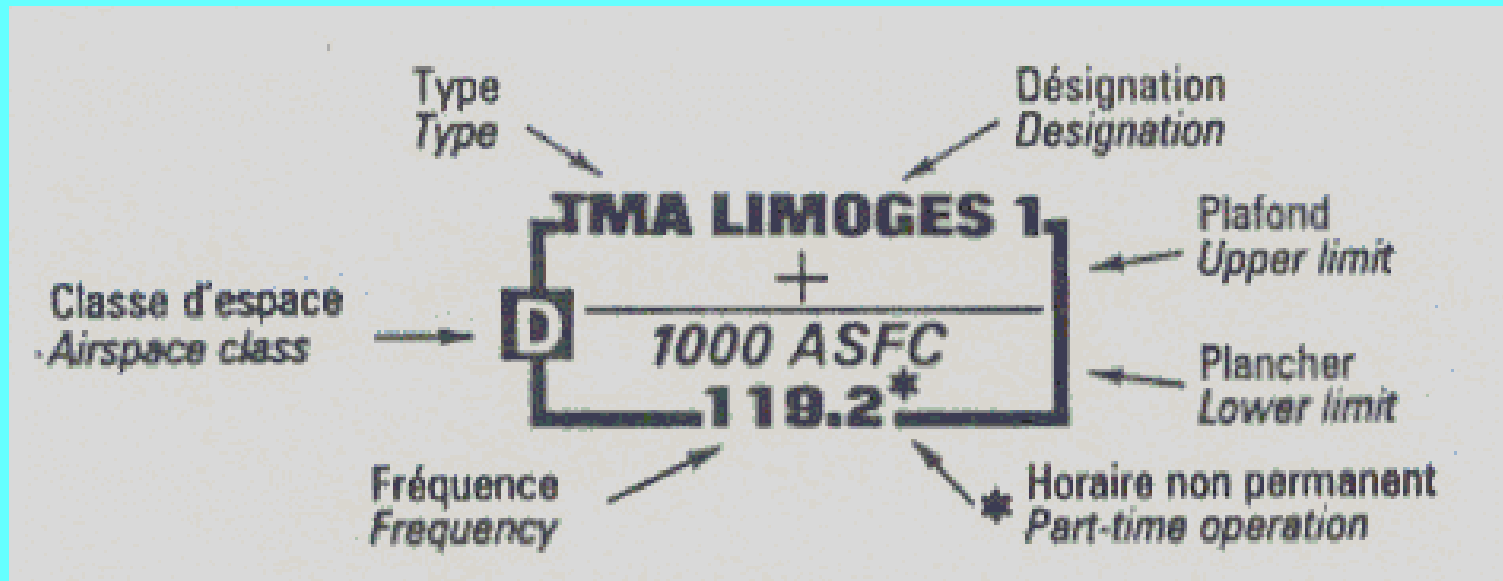 Type
Type
Désignation
Designation
TMA LIMOGES 1
+
D
1000 ASFC
119.2*
Plafond
Upper limit
Classe d'espace
Airspace class
Plancher
Lower limit
Fréquence
Frequency
* Horaire non permanent
Part-time operation